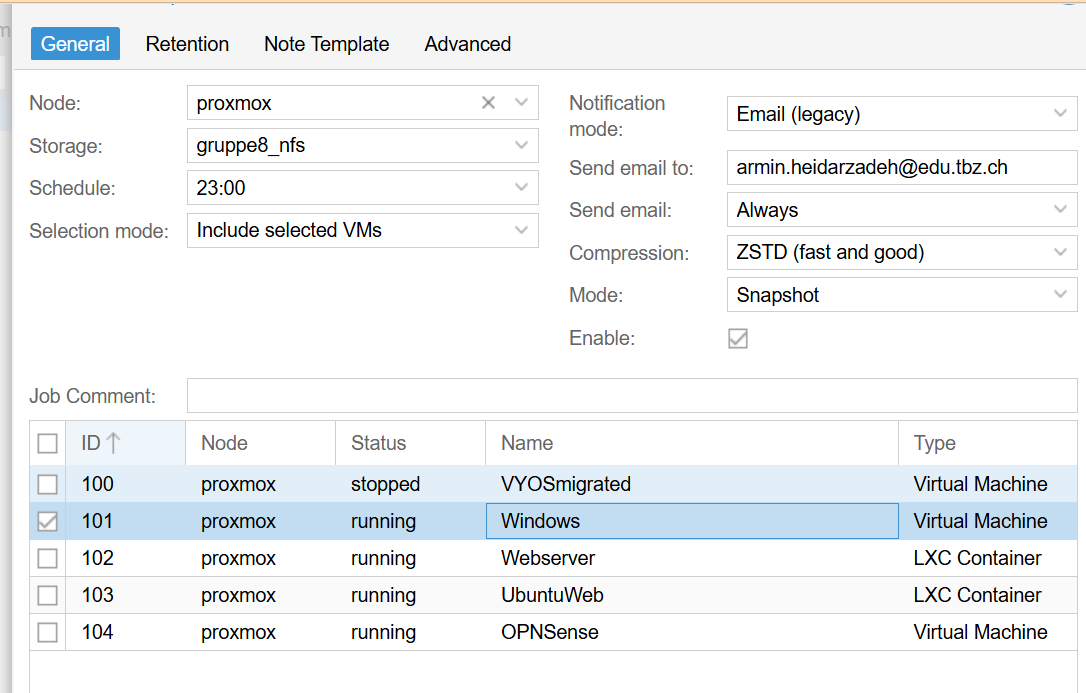 General Retention Note Template Advanced
Node: proxmox
Storage: gruppe8_nfs
Schedule: 23:00
Selection mode: Include selected VMs
Notification
mode: Email (legacy)
Send email to: armin.heidarzadeh@edu.tbz.ch
Send email: Always
Compression: ZSTD (fast and good)
Mode: Snapshot
Enable:
Job Comment:
ID Node Status Name Type
100 proxmox stopped VYOSmigrated Virtual Machine
101 proxmox running Windows Virtual Machine
102 proxmox running Webserver LXC Container
103 proxmox running UbuntuWeb LXC Container
104 proxmox running OPNSense Virtual Machine